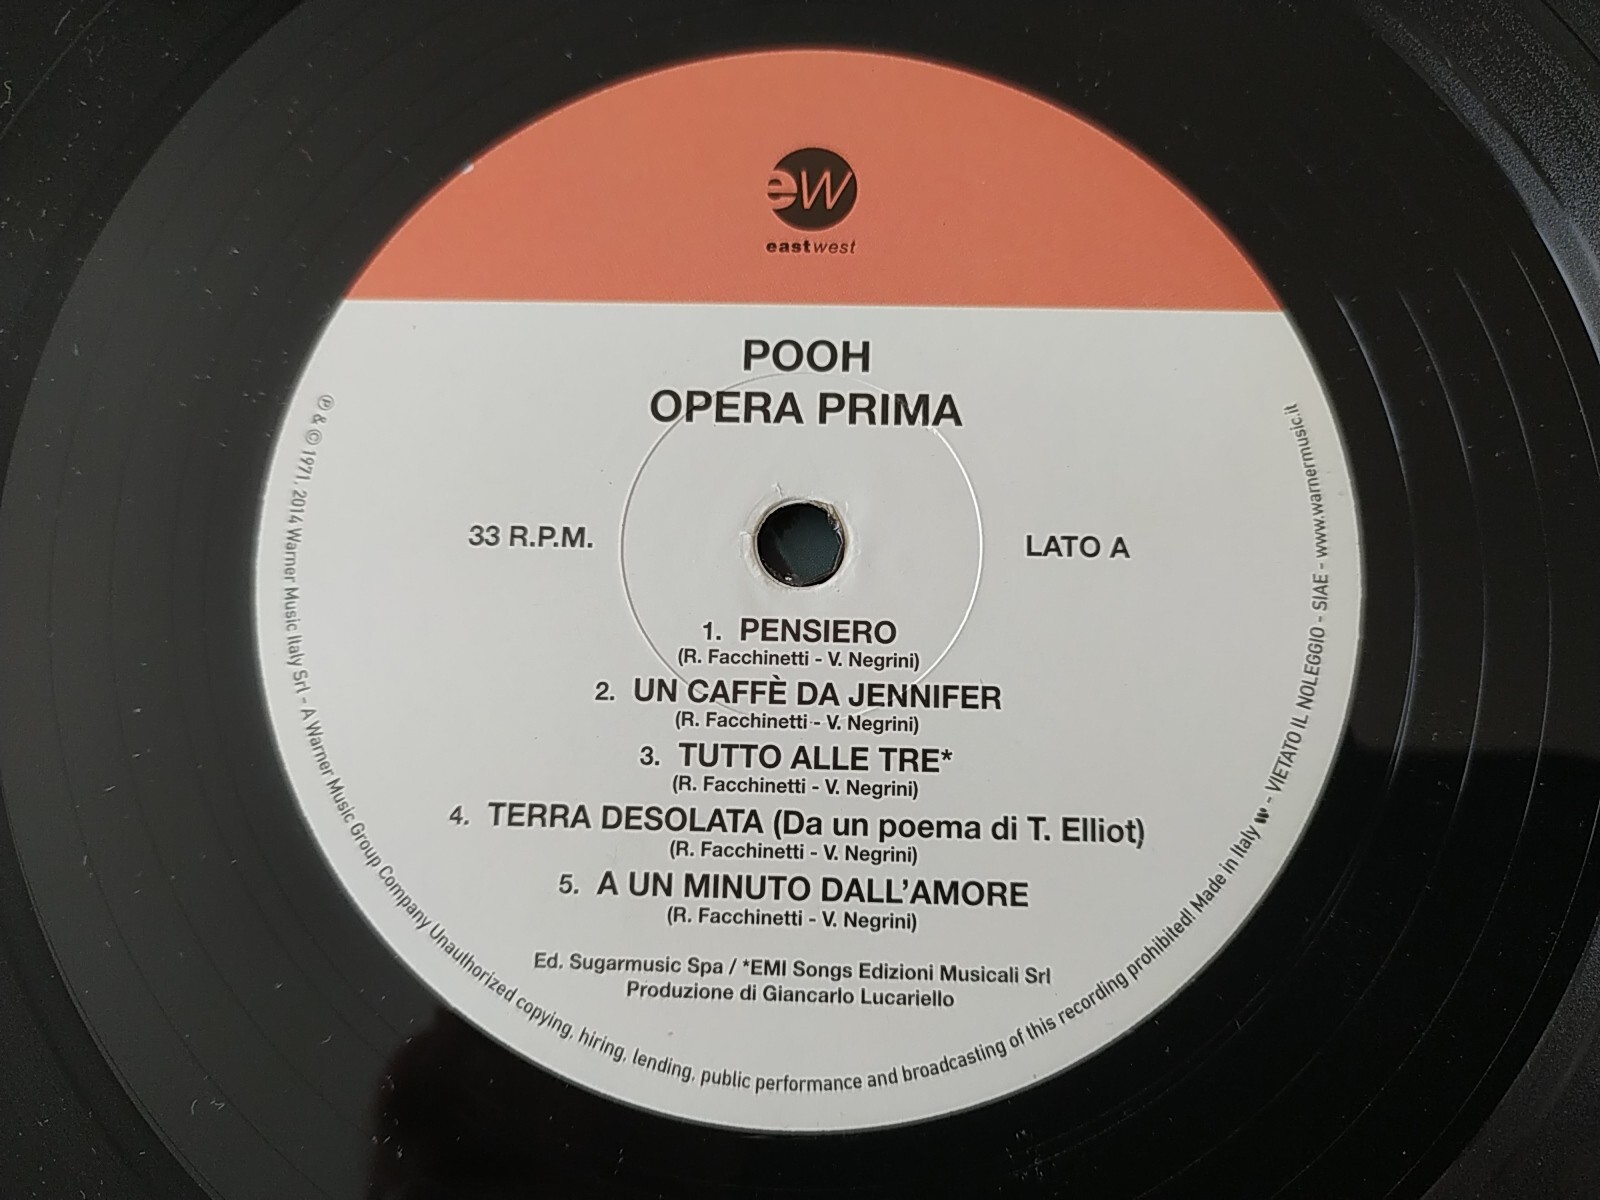 ew
eastwest
POOH
OPERA PRIMA
33 R.P.M.
LATO A
1. PENSIERO
(R. Facchinetti - V. Negrini)
2. UN CAFFÈ DA JENNIFER
(R. Facchinetti - V. Negrini)
3. TUTTO ALLE TRE*
(R. Facchinetti - V. Negrini)
4. TERRA DESOLATA (Da un poema di T. Elliot)
(R. Facchinetti - V. Negrini)
5. A UN MINUTO DALL'AMORE
(R. Facchinetti - V. Negrini)
Ed. Sugarmusic Spa / *EMI Songs Edizioni Musicali Srl
Produzione di Giancarlo Lucariello
℗ & © 1971, 2014 Warner Music Italy Srl - A Warner Music Group Company Unauthorized copying, hiring, lending, public performance and broadcasting of this recording prohibited! Made in Italy - VIETATO IL NOLEGGIO - SIAE - www.warnermusic.it